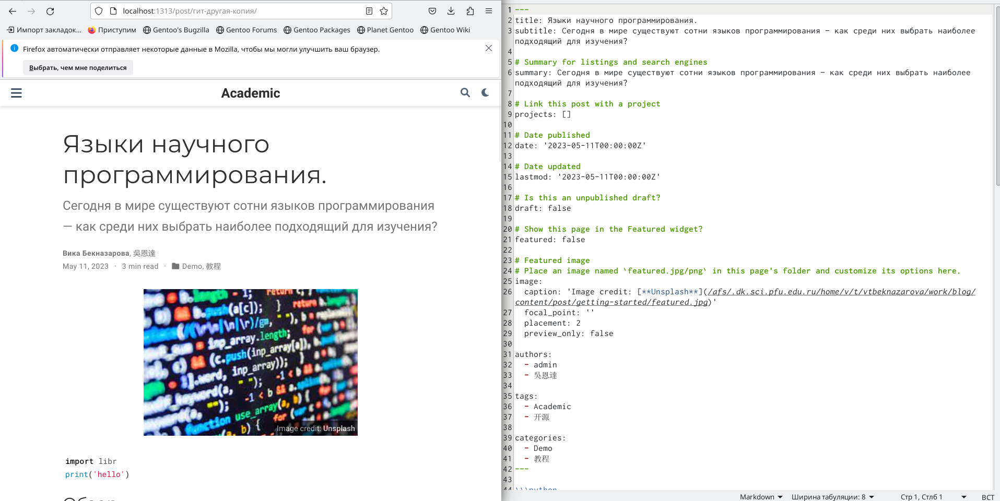 localhost:1313/post/гит-другая-копия/
Импорт закладок... Приступим Gentoo's Bugzilla Gentoo Forums Gentoo Packages Planet Gentoo Gentoo Wiki
Firefox автоматически отправляет некоторые данные в Mozilla, чтобы мы могли улучшить ваш браузер.
Выбрать, чем мне поделиться
Academic
Языки научного
программирования.
Сегодня в мире существуют сотни языков программирования
— как среди них выбрать наиболее подходящий для изучения?
Вика Бекназарова, 吳恩達
May 11, 2023 · 3 min read · Demo, 教程
b.length - 1; return c; }
b.push(a[c]); } return b.length
(/(\r\n|\n|\r)/gm, " "), b =
inp_array.length; for (var
&& (c.push(inp_array[a]), b.
].word, inp_array)); }
keyword(a, " "); -1 < b && a.splice
""); -1 < b
function use_array(a, b) {
(a, b) { for (var c
Image credit: Unsplash
import libr
print('hello')
1 ---
2 title: Языки научного программирования.
3 subtitle: Сегодня в мире существуют сотни языков программирования — как среди них выбрать наиболее
подходящий для изучения?
4
5 # Summary for listings and search engines
6 summary: Сегодня в мире существуют сотни языков программирования — как среди них выбрать наиболее
подходящий для изучения?
7
8 # Link this post with a project
9 projects: []
10
11 # Date published
12 date: '2023-05-11T00:00:00Z'
13
14 # Date updated
15 lastmod: '2023-05-11T00:00:00Z'
16
17 # Is this an unpublished draft?
18 draft: false
19
20 # Show this page in the Featured widget?
21 featured: false
22
23 # Featured image
24 # Place an image named `featured.jpg/png` in this page's folder and customize its options here.
25 image:
26 caption: 'Image credit: [**Unsplash**](/afs/.dk.sci.pfu.edu.ru/home/v/t/vtbeknazarova/work/blog/
content/post/getting-started/featured.jpg)'
27 focal_point: ''
28 placement: 2
29 preview_only: false
30
31 authors:
32 - admin
33 - 吳恩達
34
35 tags:
36 - Academic
37 - 开源
38
39 categories:
40 - Demo
41 - 教程
42 ---
43
44 ```python
Markdown Ширина табуляции: 8 Стр 1, Стлб 1 ВСТ